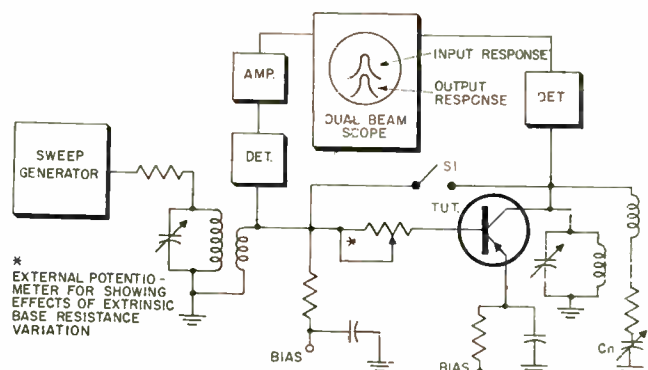 AMP.
INPUT RESPONSE
OUTPUT
RESPONSE
DUAL BEAM
SCOPE
DET
SWEEP
GENERATOR
DET.
S1
TUT.
*
*
EXTERNAL POTENTIO-
METER FOR SHOWING
EFFECTS OF EXTRINSIC
BASE RESISTANCE
VARIATION
BIAS
BIAS
Cn